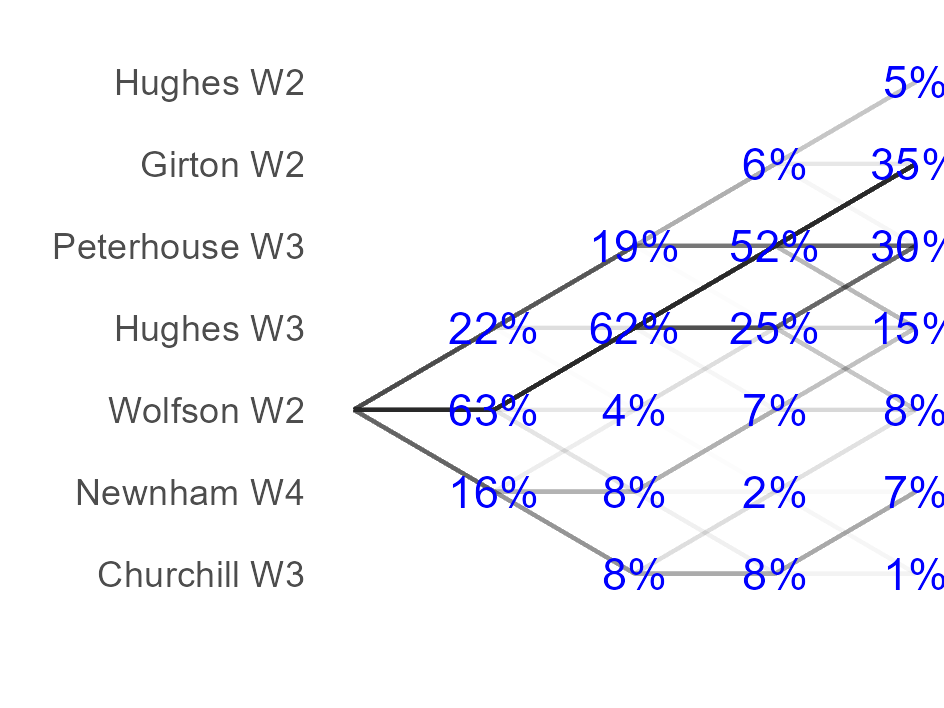 Hughes W2 5%
Girton W2 6% 35%
Peterhouse W3 19% 52% 30%
Hughes W3 22% 62% 25% 15%
Wolfson W2 63% 4% 7% 8%
Newnham W4 16% 8% 2% 7%
Churchill W3 8% 8% 1%